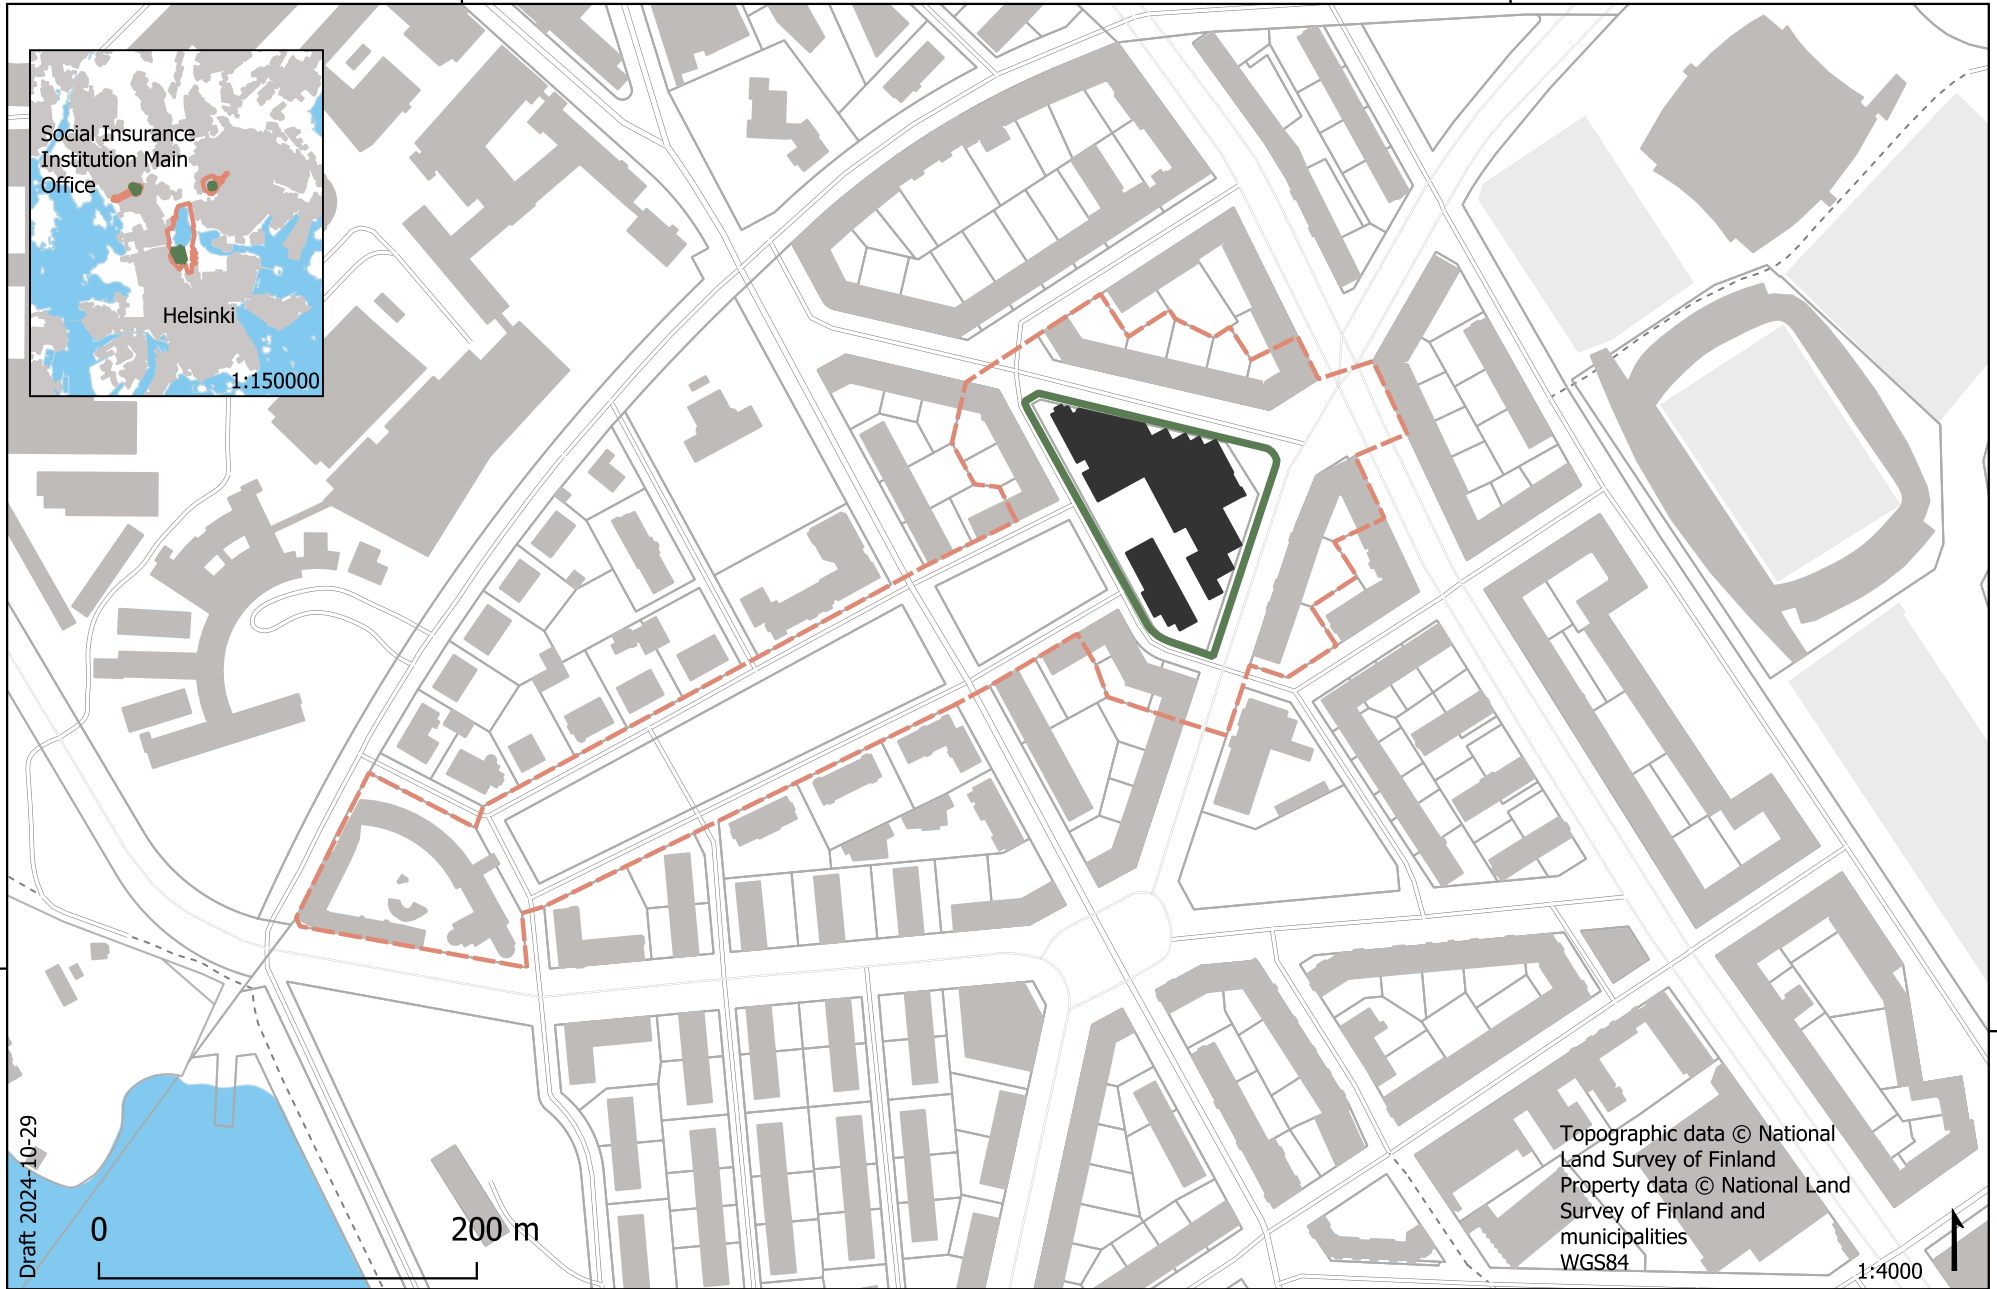 Social Insurance
Institution Main
Office
Helsinki
1:150000
Draft 2024-10-29
0
200 m
Topographic data © National
Land Survey of Finland
Property data © National Land
Survey of Finland and
municipalities
WGS84
1:4000